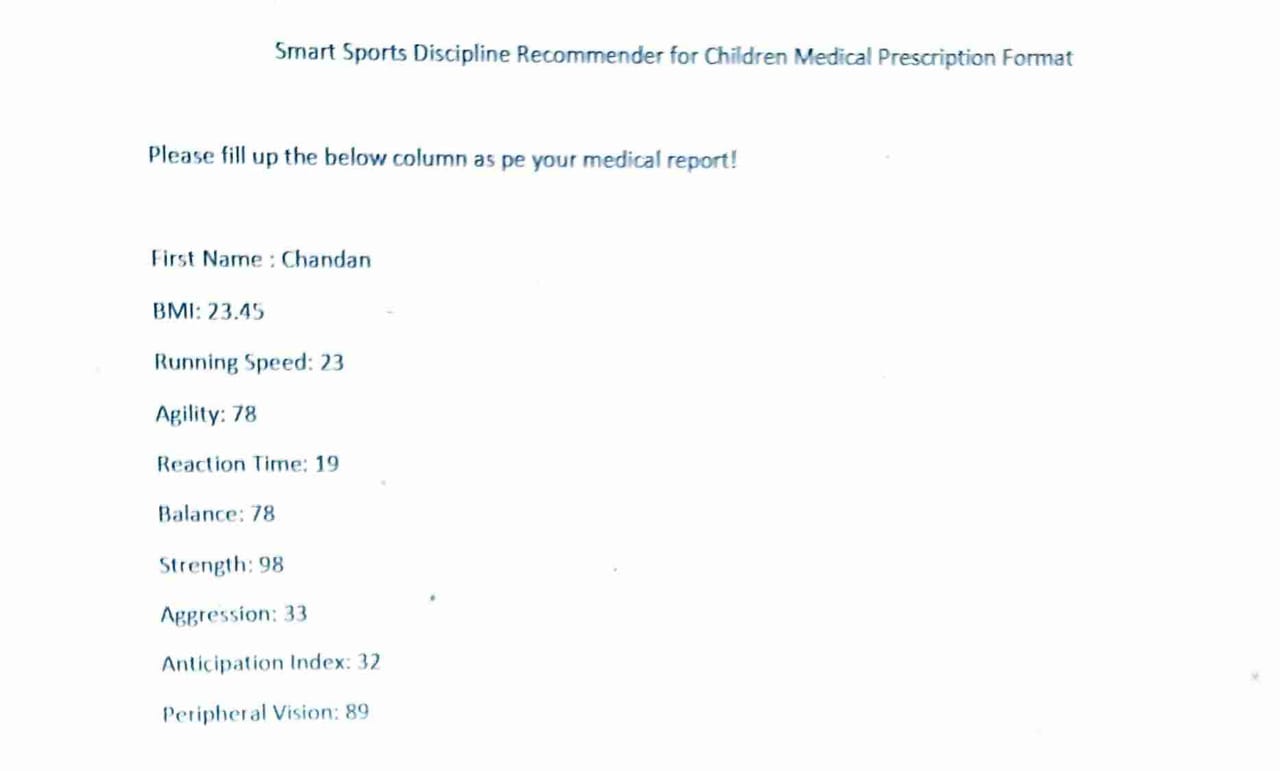 Smart Sports Discipline Recommender for Children Medical Prescription Format
Please fill up the below column as pe your medical report!
First Name : Chandan
BMI: 23.45
Running Speed: 23
Agility: 78
Reaction Time: 19
Balance: 78
Strength: 98
Aggression: 33
Anticipation Index: 32
Peripheral Vision: 89